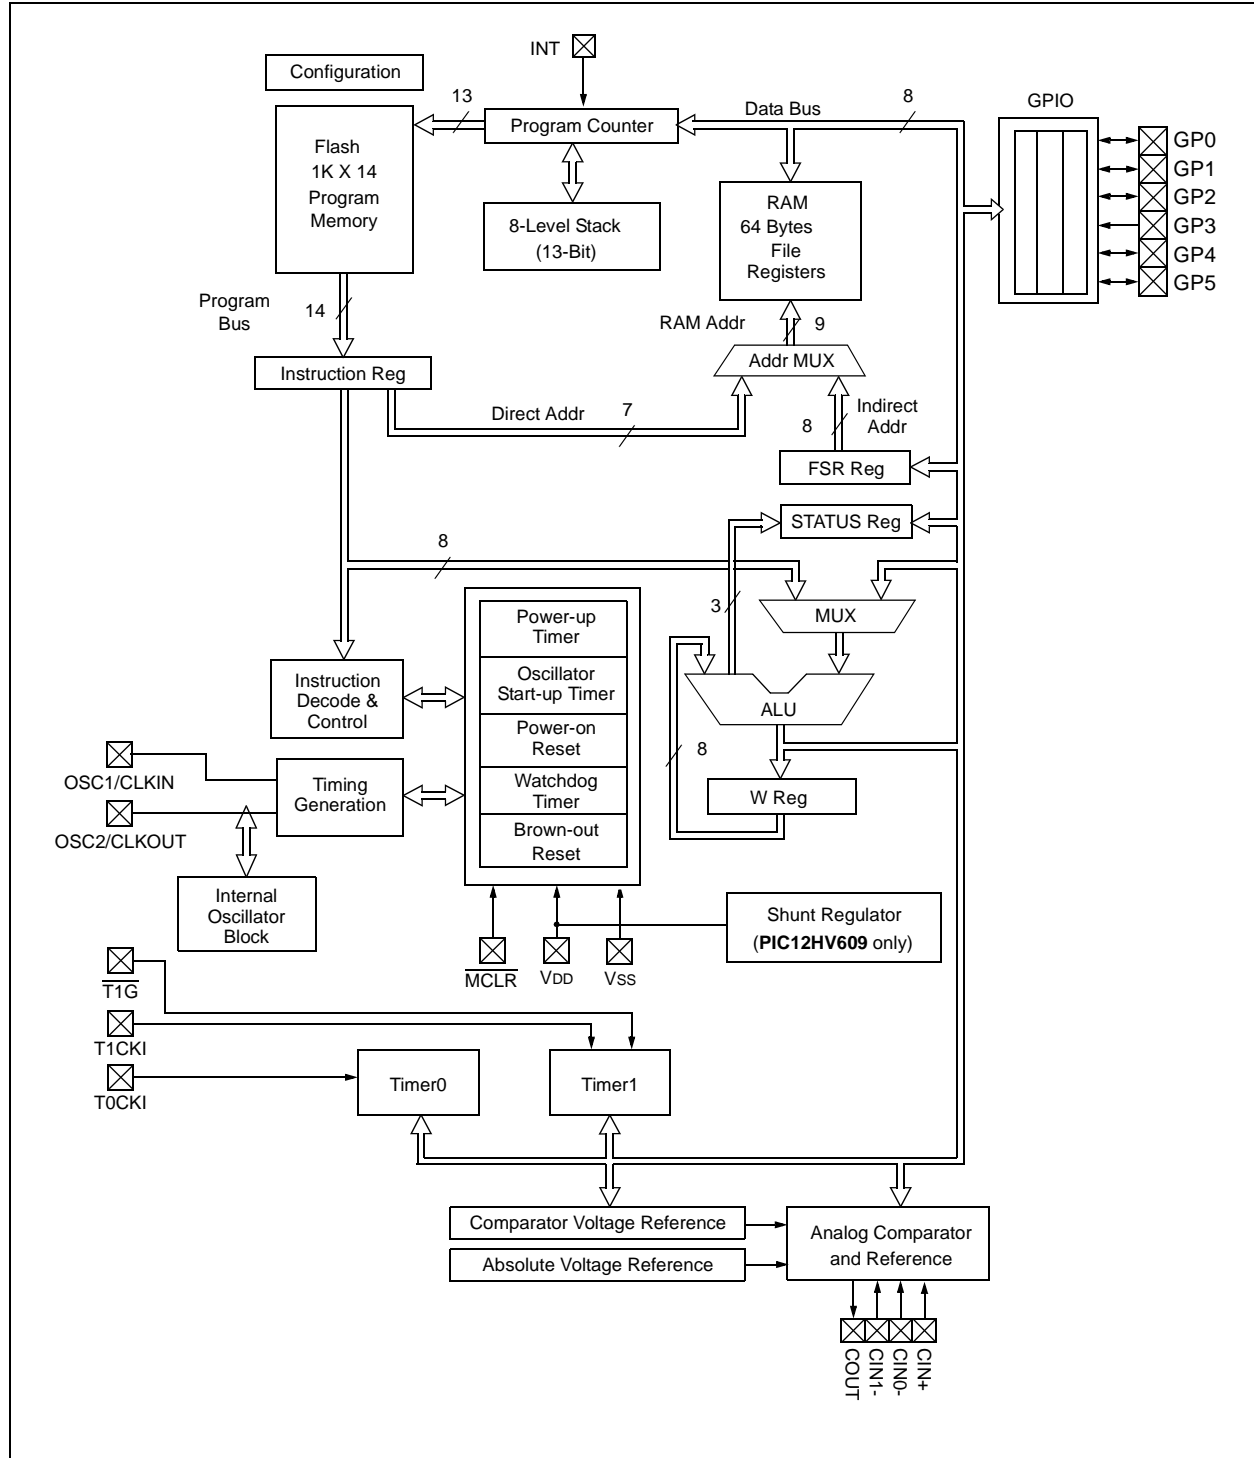 INT
Configuration
13
Program Counter
Data Bus
8
GPIO
Flash
1K X 14
Program
Memory
8-Level Stack
(13-Bit)
RAM
64 Bytes
File
Registers
GP0
GP1
GP2
GP3
GP4
GP5
Program
Bus
14
RAM Addr
9
Addr MUX
Instruction Reg
Direct Addr
7
Indirect
Addr
8
FSR Reg
STATUS Reg
8
3
MUX
Power-up
Timer
Oscillator
Start-up Timer
Power-on
Reset
Watchdog
Timer
Brown-out
Reset
Instruction
Decode &
Control
ALU
8
W Reg
OSC1/CLKIN
OSC2/CLKOUT
Timing
Generation
Internal
Oscillator
Block
Shunt Regulator
(PIC12HV609 only)
MCLR
VDD
VSS
T1G
T1CKI
T0CKI
Timer0
Timer1
Comparator Voltage Reference
Absolute Voltage Reference
Analog Comparator
and Reference
COUT
CIN1-
CIN0-
CIN+